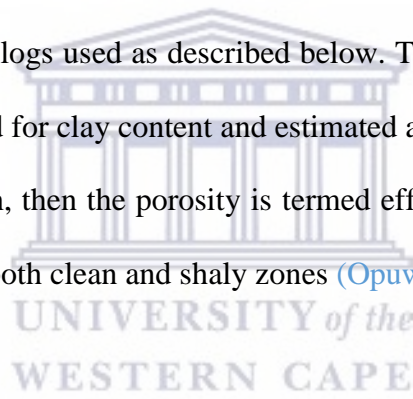 logs used as described below. T
for clay content and estimated a
then the porosity is termed eff
oth clean and shaly zones (Opuw
UNIVERSITY of the
WESTERN CAPE